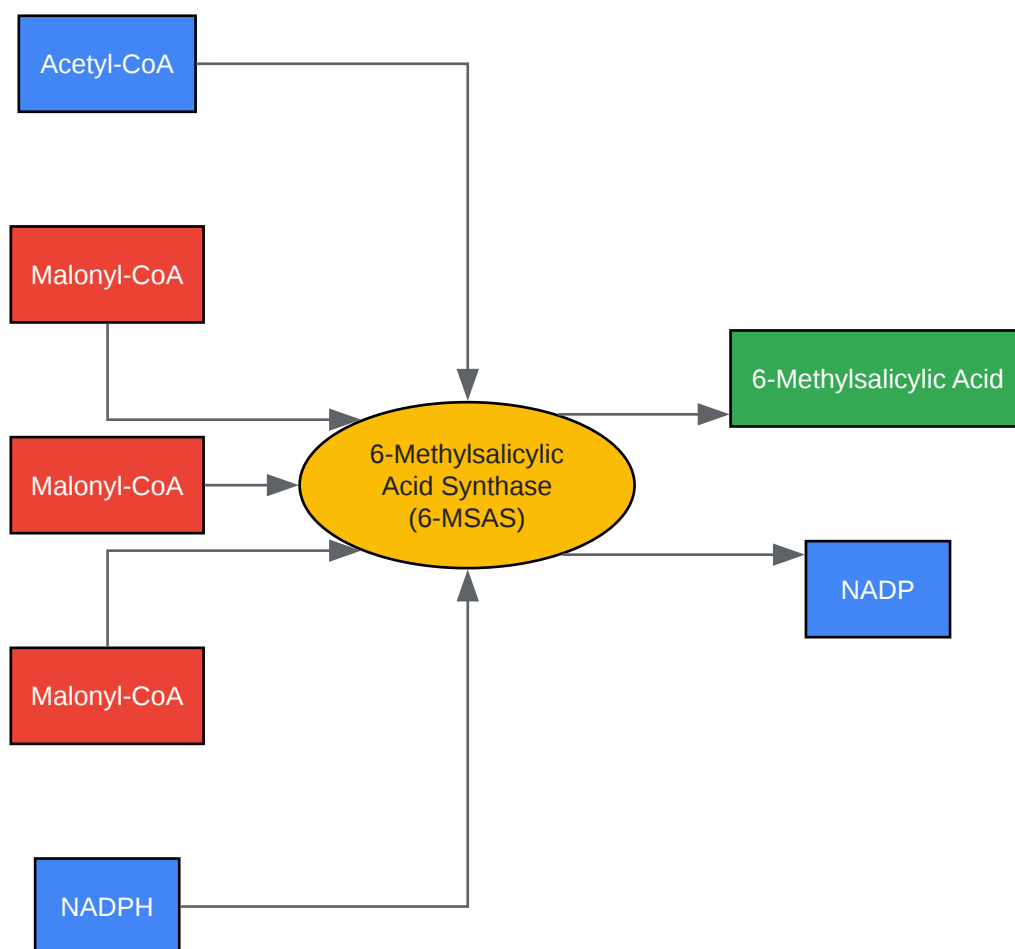 Acetyl-CoA
Malonyl-CoA
6-Methylsalicylic Acid
Malonyl-CoA
6-Methylsalicylic
Acid Synthase
(6-MSAS)
NADP
Malonyl-CoA
NADPH